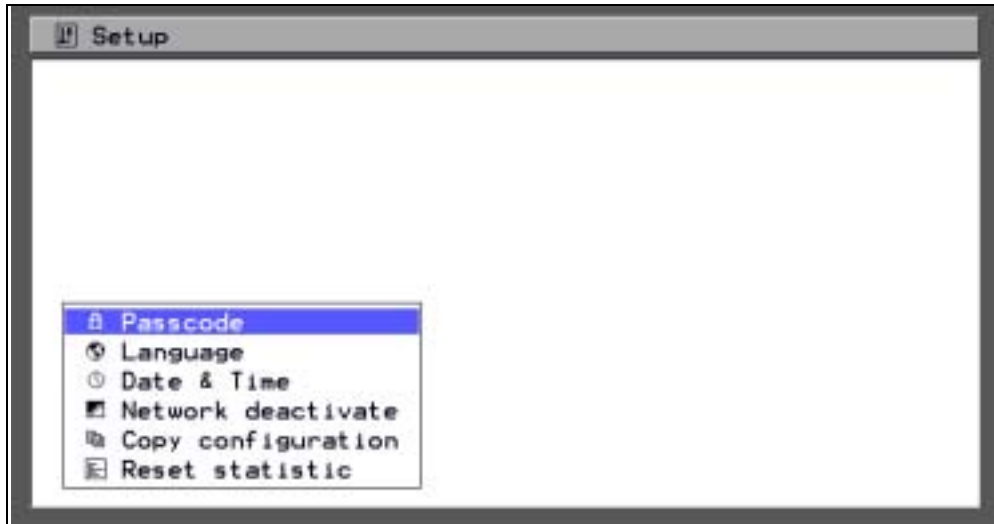 Setup
Passcode
Language
Date & Time
Network deactivate
Copy configuration
Reset statistic